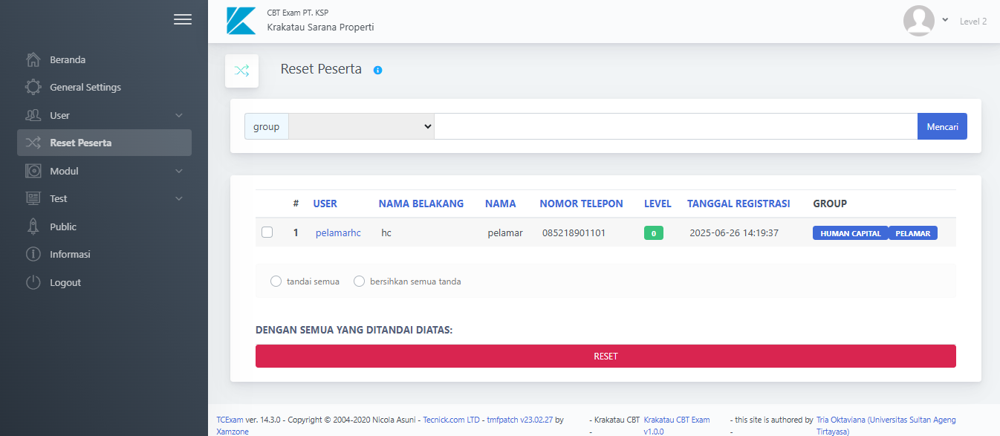 CBT Exam PT. KSP
Krakatau Sarana Properti
Level 2
Beranda
General Settings
User
Reset Peserta
Modul
Test
Public
Informasi
Logout
Reset Peserta
group
Mencari
# USER NAMA BELAKANG NAMA NOMOR TELEPON LEVEL TANGGAL REGISTRASI GROUP
1 pelamarhc hc pelamar 085218901101 0 2025-06-26 14:19:37 HUMAN CAPITAL PELAMAR
tandai semua bersihkan semua tanda
DENGAN SEMUA YANG DITANDAI DIATAS:
RESET
TCExam ver. 14.3.0 - Copyright © 2004-2020 Nicola Asuni - Tecnick.com LTD - tmfpatch v23.02.27 by
Xamzone
- Krakatau CBT
-
Krakatau CBT Exam
v1.0.0
- this site is authored by
-
Tria Oktaviana (Universitas Sultan Ageng
Tirtayasa)